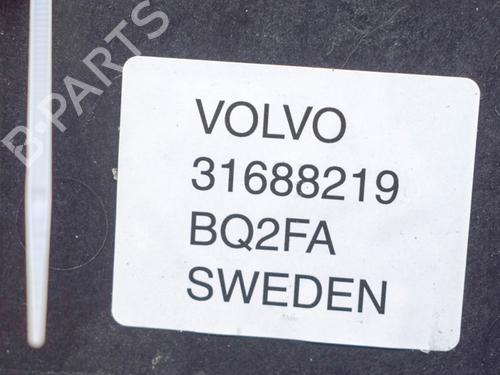 B-PARTS
VOLVO
31688219
BQ2FA
SWEDEN